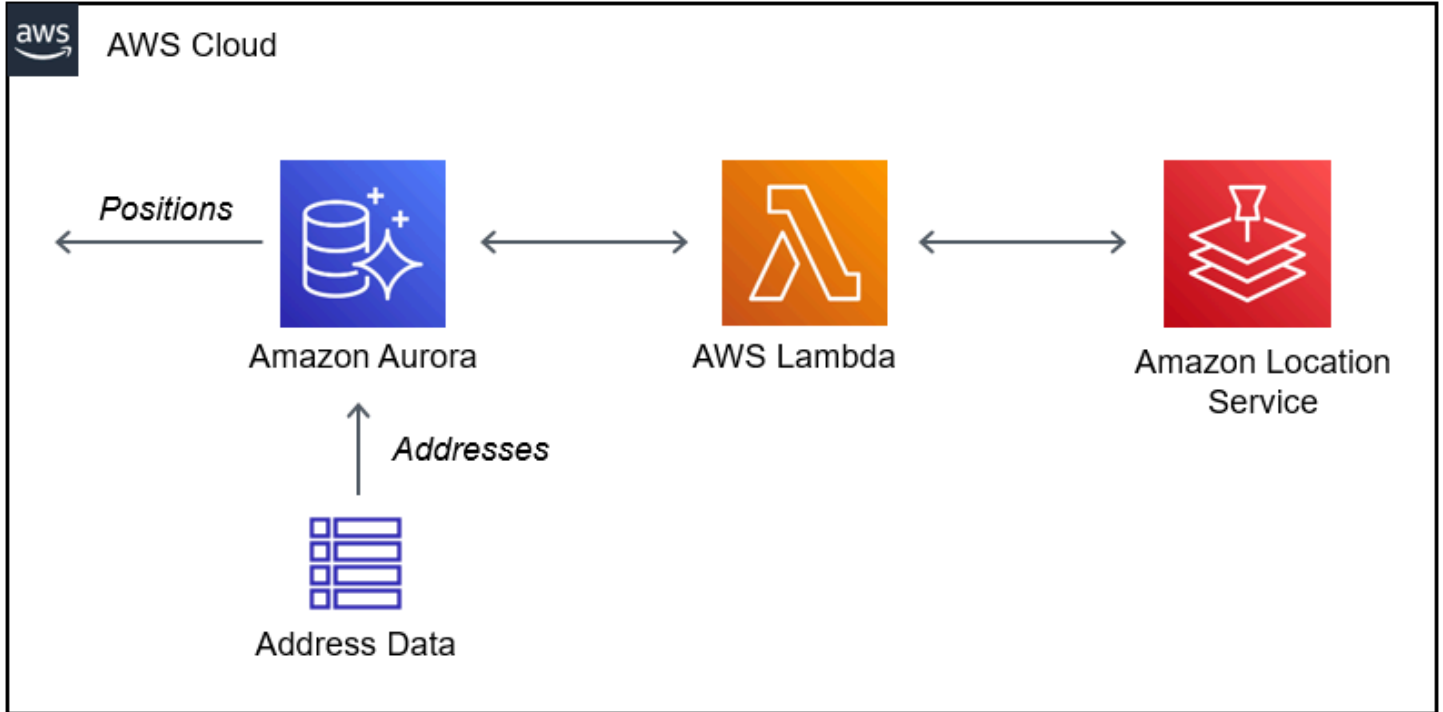 aws
AWS Cloud
Positions
Amazon Aurora
AWS Lambda
Amazon Location
Service
Addresses
Address Data